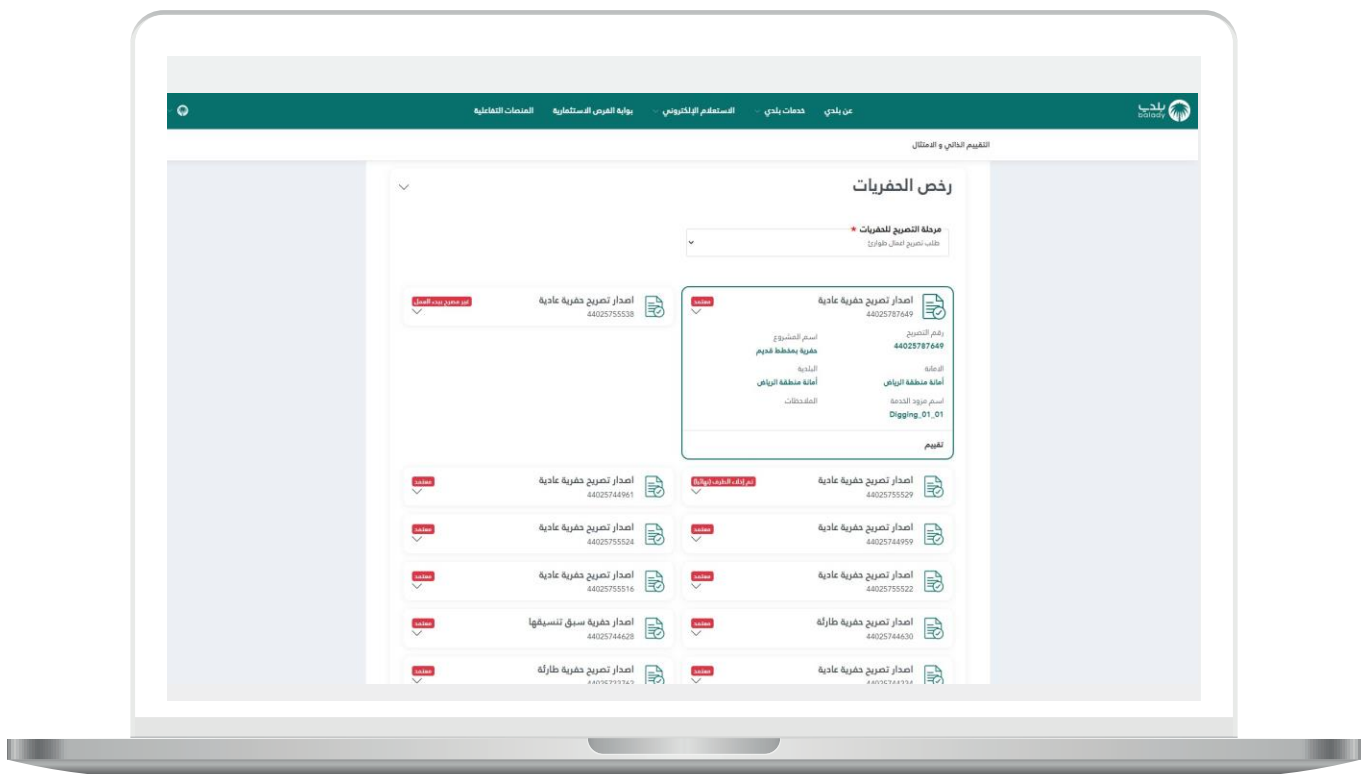 بلدي
balady
عن بلدي
خدمات بلدي
الاستعلام الإلكتروني
بوابة الفرص الاستثمارية
المنصات التفاعلية
التقييم الذاتي و الامتثال
رخص الحفريات
مرحلة التصريح للحفريات *
طلب تصريح اعمال طوارئ
اصدار تصريح حفرية عادية
معتمد
44025787649
رقم التصريح
44025787649
اسم المشروع
حفرية بمخطط قديم
الامانة
أمانة منطقة الرياض
البلدية
أمانة منطقة الرياض
اسم مزود الخدمة
Digging_01_01
الملاحظات
تقييم
اصدار تصريح حفرية عادية
غير مصرح ببدء العمل
44025755538
اصدار تصريح حفرية عادية
تم إخلاء الطرف (نهائيا)
44025755529
اصدار تصريح حفرية عادية
معتمد
44025744961
اصدار تصريح حفرية عادية
معتمد
44025744959
اصدار تصريح حفرية عادية
معتمد
44025755524
اصدار تصريح حفرية عادية
معتمد
44025755522
اصدار تصريح حفرية عادية
معتمد
44025755516
اصدار تصريح حفرية طارئة
معتمد
44025744630
اصدار حفرية سبق تنسيقها
معتمد
44025744628
اصدار تصريح حفرية عادية
معتمد
اصدار تصريح حفرية طارئة
معتمد